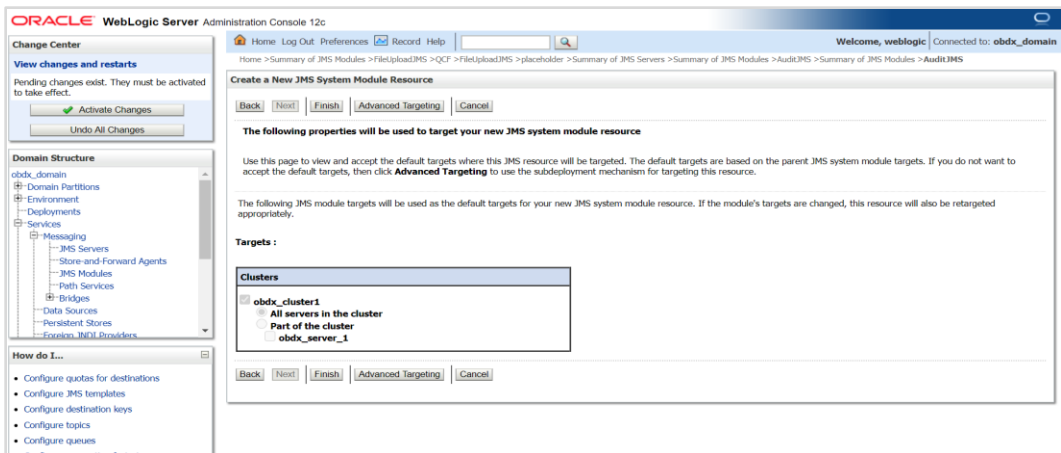 ORACLE WebLogic Server Administration Console 12c
Change Center
View changes and restarts
Pending changes exist. They must be activated
to take effect.
Activate Changes
Undo All Changes
Domain Structure
obdx_domain
Domain Partitions
Environment
Deployments
Services
Messaging
JMS Servers
Store-and-Forward Agents
JMS Modules
Path Services
Bridges
Data Sources
Persistent Stores
Foreign JNDI Providers
How do I...
Configure quotas for destinations
Configure JMS templates
Configure destination keys
Configure topics
Configure queues
Home Log Out Preferences Record Help
Welcome, weblogic Connected to: obdx_domain
Home >Summary of JMS Modules >FileUploadJMS >QCF >FileUploadJMS >placeholder >Summary of JMS Servers >Summary of JMS Modules >AuditJMS >Summary of JMS Modules >AuditJMS
Create a New JMS System Module Resource
Back Next Finish Advanced Targeting Cancel
The following properties will be used to target your new JMS system module resource
Use this page to view and accept the default targets where this JMS resource will be targeted. The default targets are based on the parent JMS system module targets. If you do not want to
accept the default targets, then click Advanced Targeting to use the subdeployment mechanism for targeting this resource.
The following JMS module targets will be used as the default targets for your new JMS system module resource. If the module's targets are changed, this resource will also be retargeted
appropriately.
Targets :
Clusters
obdx_cluster1
All servers in the cluster
Part of the cluster
obdx_server_1
Back Next Finish Advanced Targeting Cancel